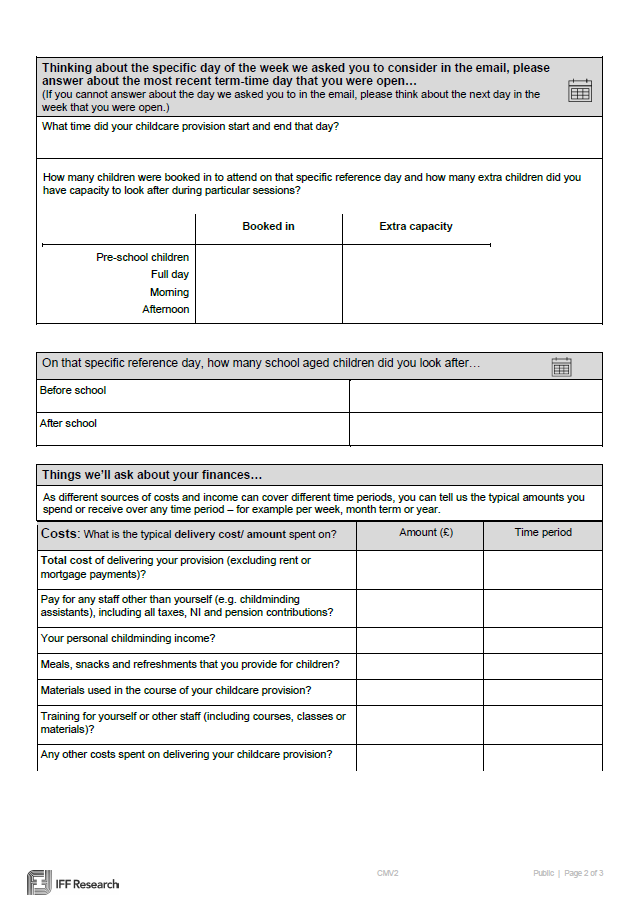 Thinking about the specific day of the week we asked you to consider in the email, please
answer about the most recent term-time day that you were open…
(If you cannot answer about the day we asked you to in the email, please think about the next day in the
week that you were open.)
What time did your childcare provision start and end that day?
How many children were booked in to attend on that specific reference day and how many extra children did you
have capacity to look after during particular sessions?
Booked in
Extra capacity
Pre-school children
Full day
Morning
Afternoon
On that specific reference day, how many school aged children did you look after…
Before school
After school
Things we'll ask about your finances…
As different sources of costs and income can cover different time periods, you can tell us the typical amounts you
spend or receive over any time period – for example per week, month term or year.
Costs: What is the typical delivery cost/ amount spent on?
Amount (£)
Time period
Total cost of delivering your provision (excluding rent or
mortgage payments)?
Pay for any staff other than yourself (e.g. childminding
assistants), including all taxes, NI and pension contributions?
Your personal childminding income?
Meals, snacks and refreshments that you provide for children?
Materials used in the course of your childcare provision?
Training for yourself or other staff (including courses, classes or
materials)?
Any other costs spent on delivering your childcare provision?
IFF Research
CMV2
Public | Page 2 of 3